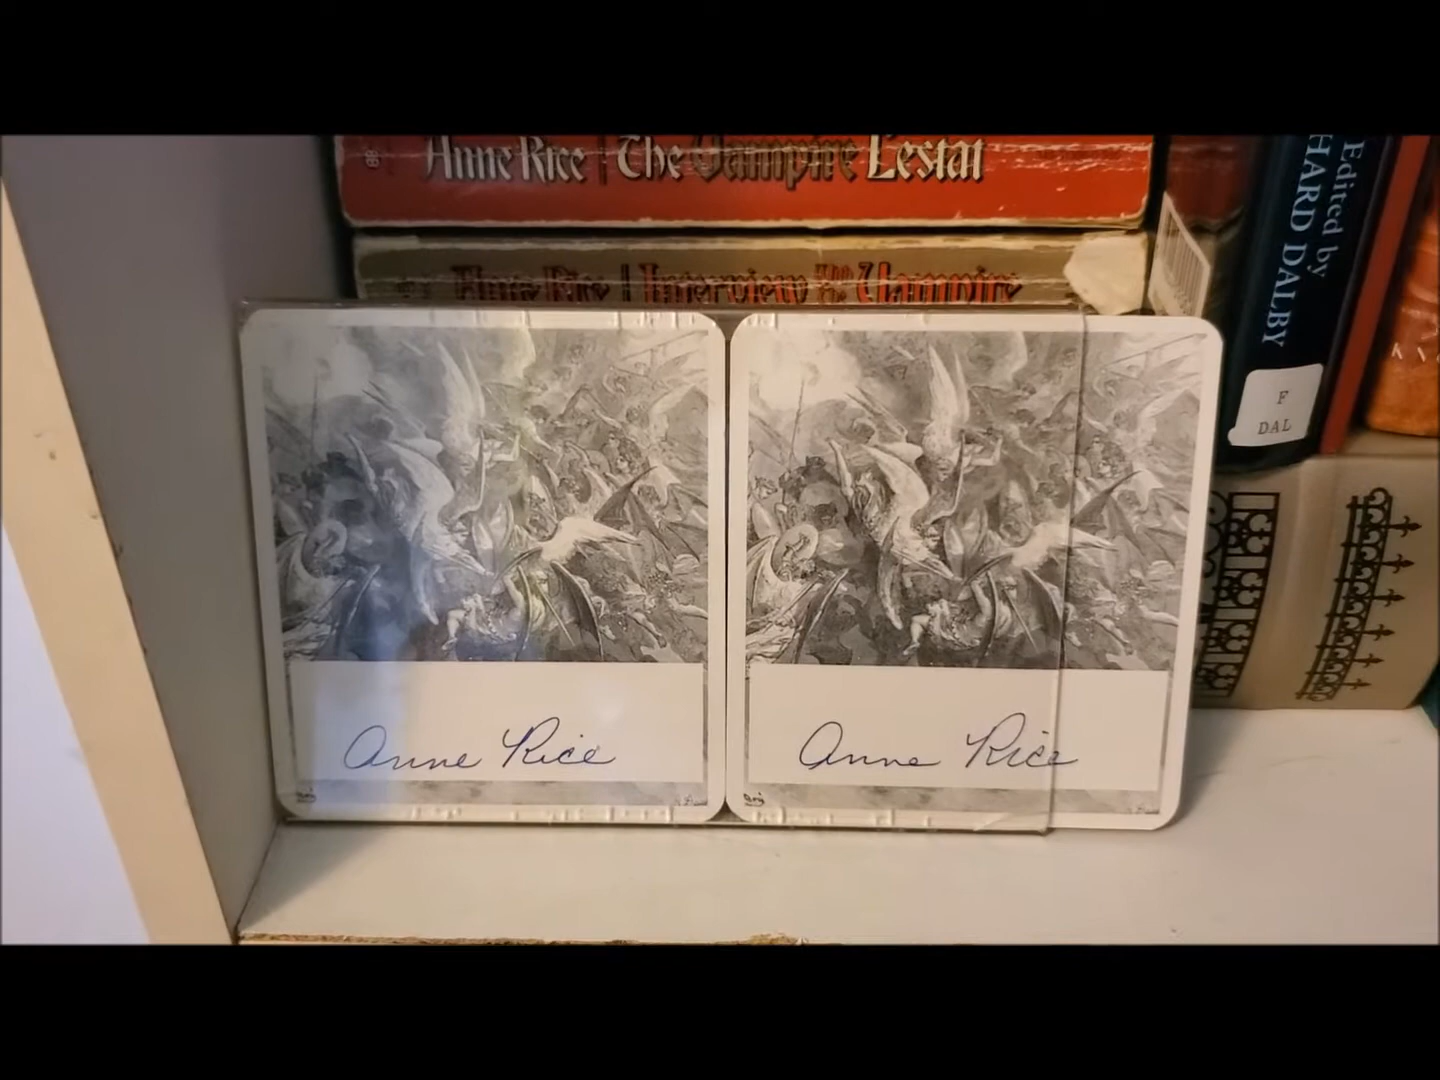 Anne Rice | The Vampire Lestat
Anne Rice | Interview With the Vampire
Edited by
HARD DALBY
F
DAL
Anne Rice
Anne Rice